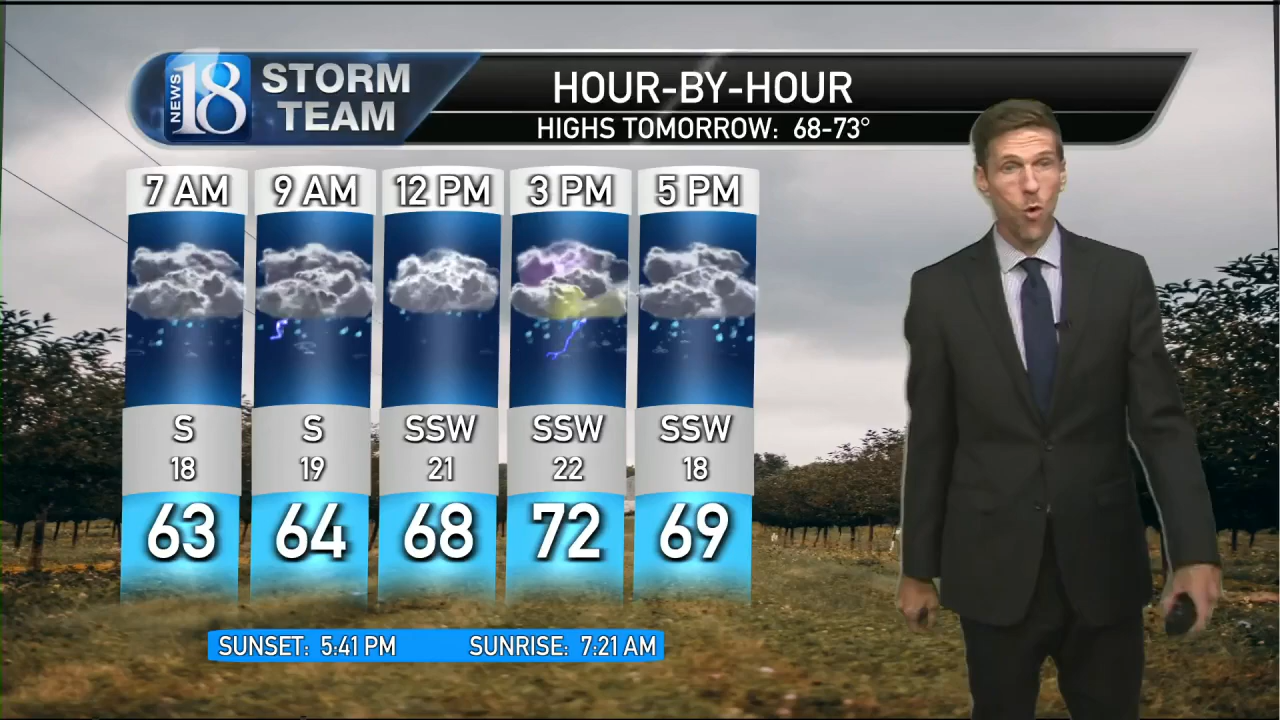 NEWS 18 STORM TEAM
HOUR-BY-HOUR
HIGHS TOMORROW: 68-73°
7 AM 9 AM 12 PM 3 PM 5 PM
S S SSW SSW SSW
18 19 21 22 18
63 64 68 72 69
SUNSET: 5:41 PM SUNRISE: 7:21 AM